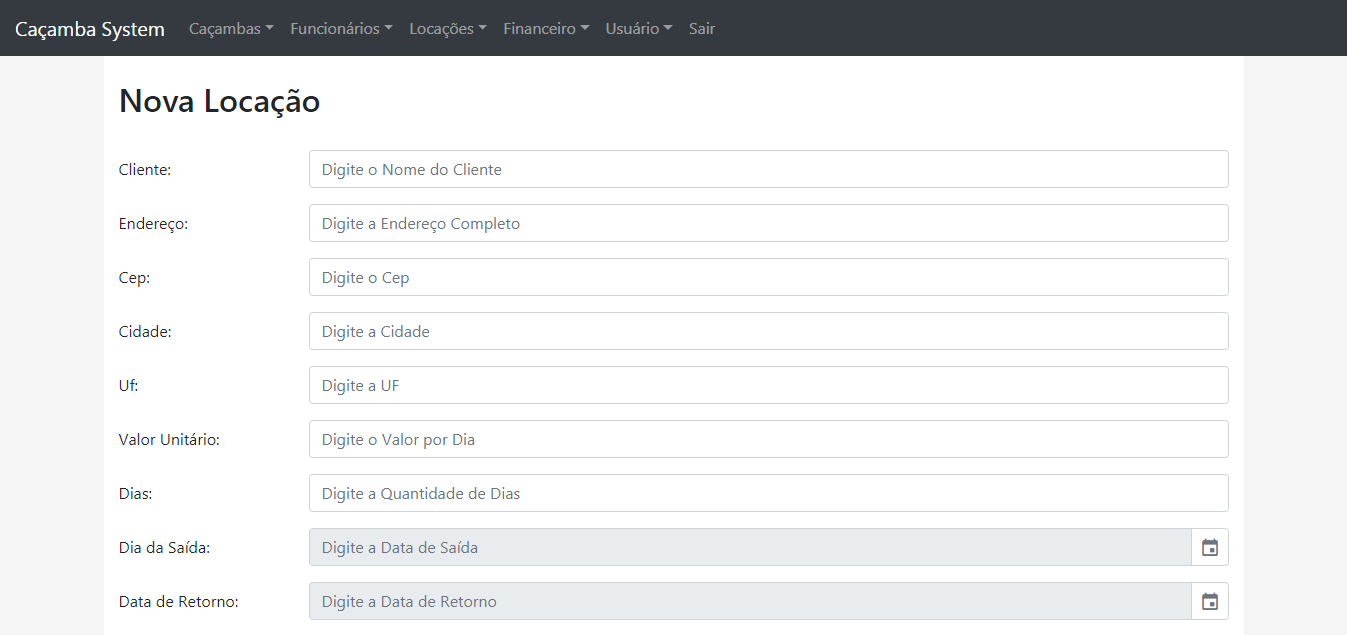 Caçamba System Caçambas Funcionários Locações Financeiro Usuário Sair
Nova Locação
Cliente: Digite o Nome do Cliente
Endereço: Digite a Endereço Completo
Cep: Digite o Cep
Cidade: Digite a Cidade
Uf: Digite a UF
Valor Unitário: Digite o Valor por Dia
Dias: Digite a Quantidade de Dias
Dia da Saída: Digite a Data de Saída
Data de Retorno: Digite a Data de Retorno